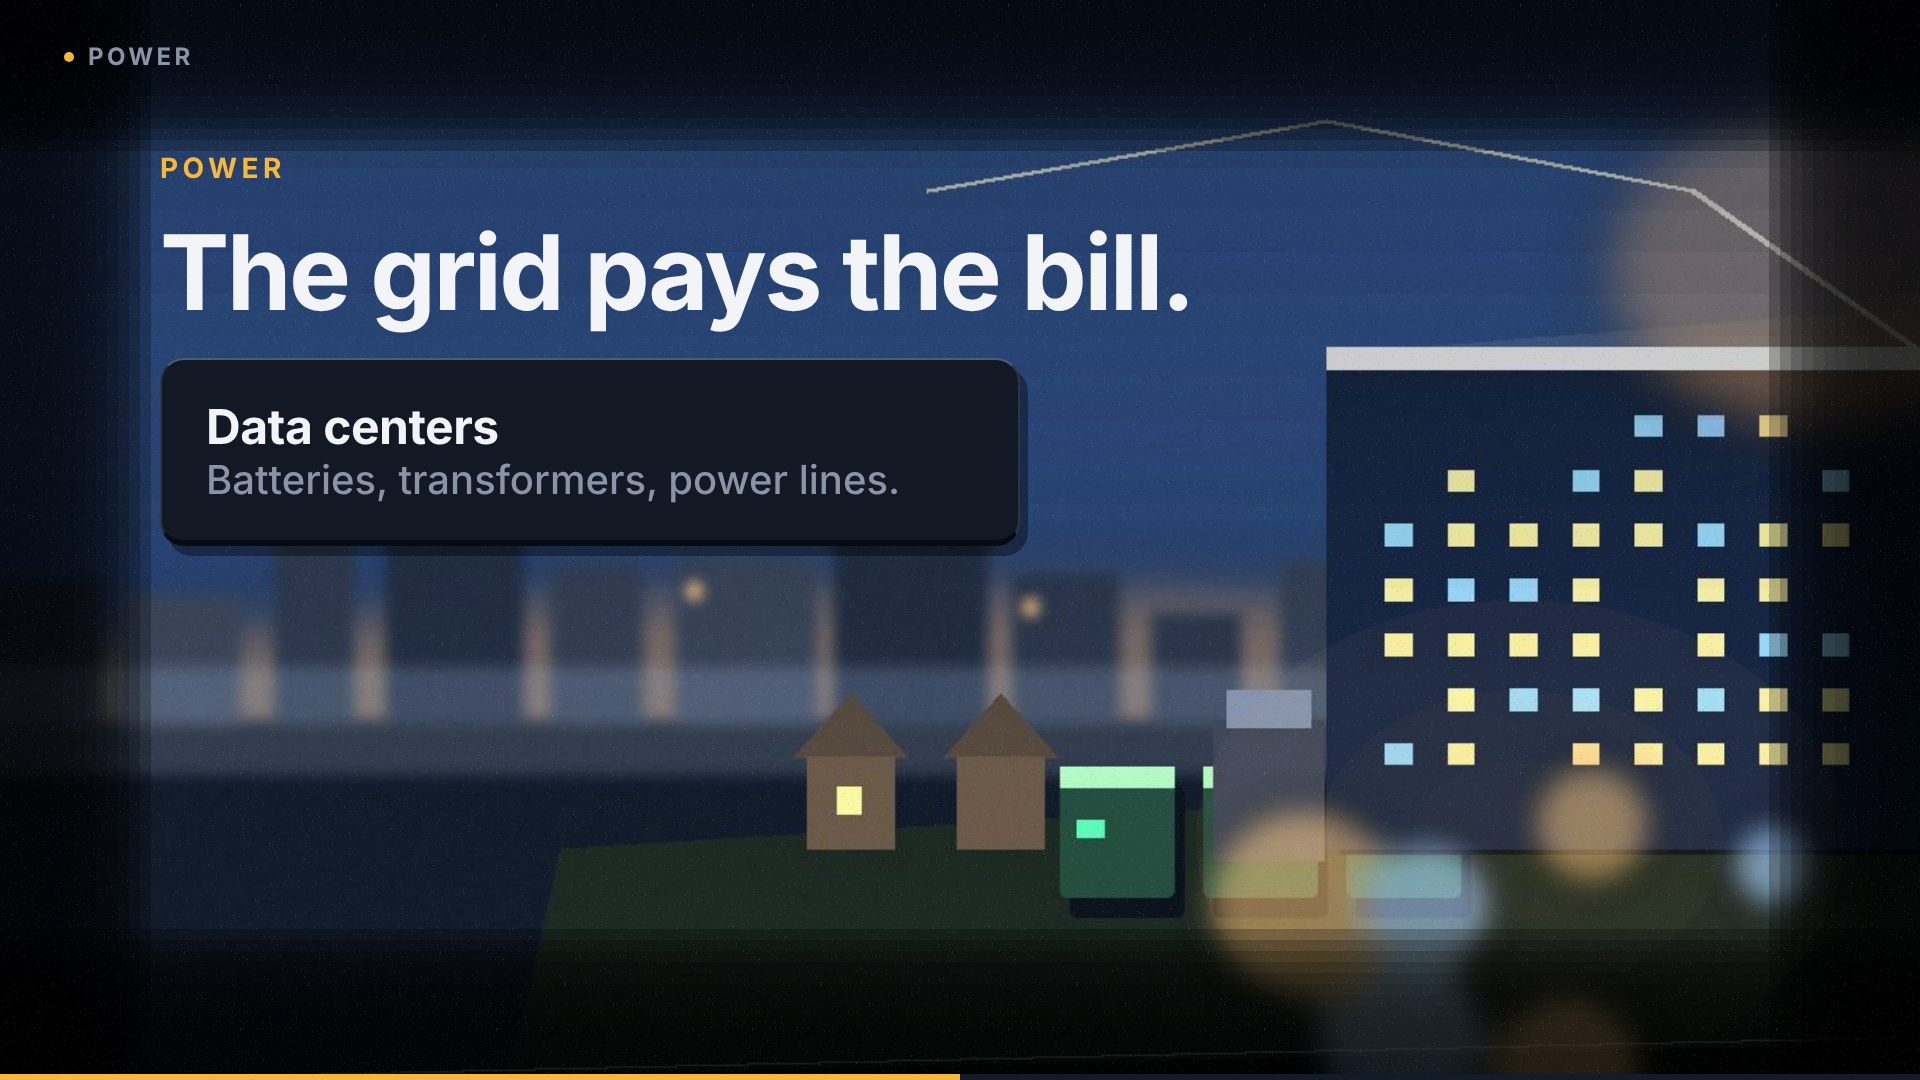 POWER
POWER
The grid pays the bill.
Data centers
Batteries, transformers, power lines.